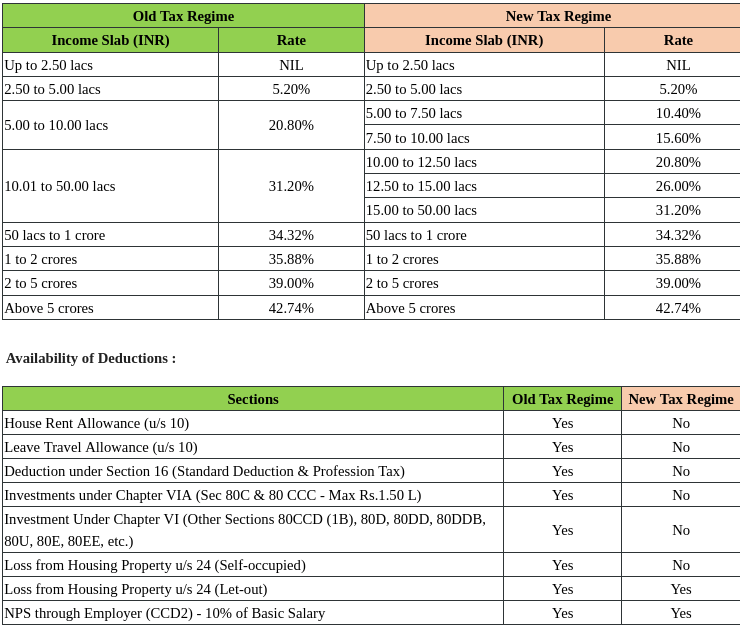 Old Tax Regime New Tax Regime
Income Slab (INR) Rate Income Slab (INR) Rate
Up to 2.50 lacs NIL Up to 2.50 lacs NIL
2.50 to 5.00 lacs 5.20% 2.50 to 5.00 lacs 5.20%
5.00 to 10.00 lacs 20.80% 5.00 to 7.50 lacs 10.40%
7.50 to 10.00 lacs 15.60%
10.01 to 50.00 lacs 31.20% 10.00 to 12.50 lacs 20.80%
12.50 to 15.00 lacs 26.00%
15.00 to 50.00 lacs 31.20%
50 lacs to 1 crore 34.32% 50 lacs to 1 crore 34.32%
1 to 2 crores 35.88% 1 to 2 crores 35.88%
2 to 5 crores 39.00% 2 to 5 crores 39.00%
Above 5 crores 42.74% Above 5 crores 42.74%
Availability of Deductions :
Sections Old Tax Regime New Tax Regime
House Rent Allowance (u/s 10) Yes No
Leave Travel Allowance (u/s 10) Yes No
Deduction under Section 16 (Standard Deduction & Profession Tax) Yes No
Investments under Chapter VIA (Sec 80C & 80 CCC - Max Rs.1.50 L) Yes No
Investment Under Chapter VI (Other Sections 80CCD (1B), 80D, 80DD, 80DDB,
80U, 80E, 80EE, etc.) Yes No
Loss from Housing Property u/s 24 (Self-occupied) Yes No
Loss from Housing Property u/s 24 (Let-out) Yes Yes
NPS through Employer (CCD2) - 10% of Basic Salary Yes Yes